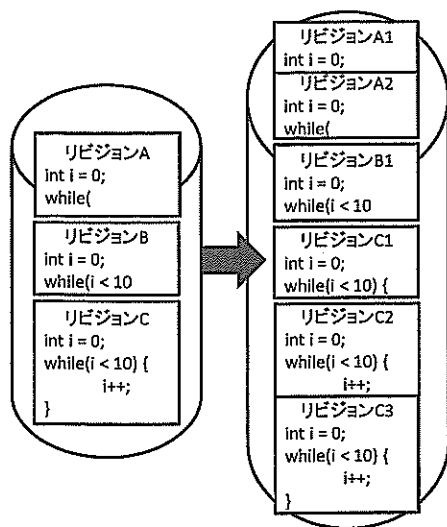 リビジョンA
int i = 0;
while(
リビジョンB
int i = 0;
while(i < 10
リビジョンC
int i = 0;
while(i < 10) {
i++;
}
リビジョンA1
int i = 0;
リビジョンA2
int i = 0;
while(
リビジョンB1
int i = 0;
while(i < 10
リビジョンC1
int i = 0;
while(i < 10) {
リビジョンC2
int i = 0;
while(i < 10) {
i++;
リビジョンC3
int i = 0;
while(i < 10) {
i++;
}